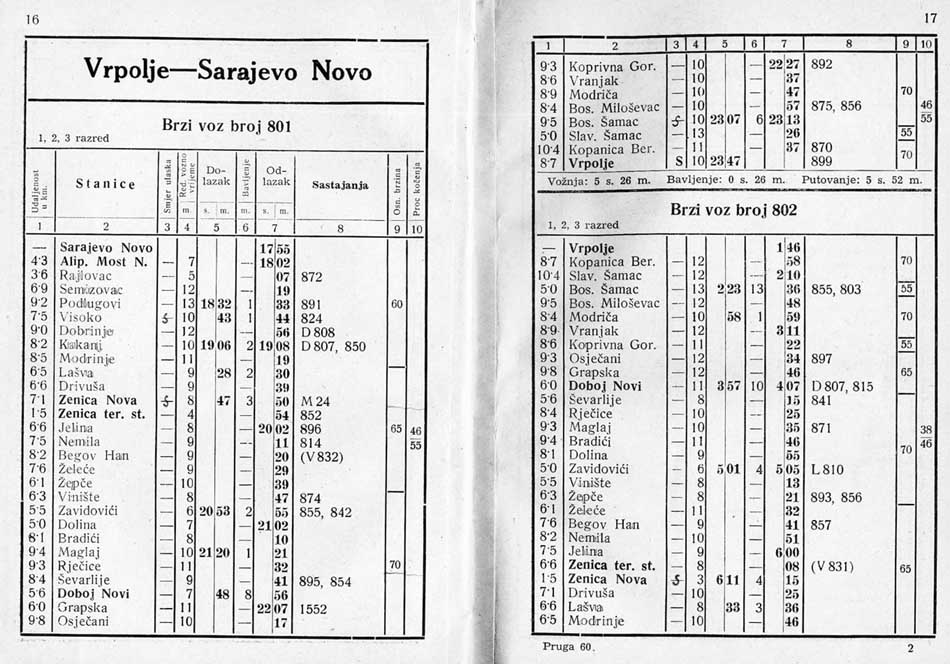 16
Vrpolje—Sarajevo Novo
Brzi voz broj 801
1, 2, 3 razred
Udaljenost u km. Stanice Smjer ulaska Red. vozno vrijeme Do-lazak Bavljenje Od-lazak Sastajanja Osn. brzina Proc kočenja
m. s. m. m. s. m.
1 2 3 4 5 6 7 8 9 10
— Sarajevo Novo 17 55
4·3 Alip. Most N. — 7 — 18 02
3·6 Rajlovac — 5 — 07 872
6·9 Semizovac — 12 — 19
9·2 Podlugovi — 13 18 32 1 33 891 60
7·5 Visoko S 10 43 1 44 824
9·0 Dobrinje — 12 — 56 D 808
8·2 Kakanj — 10 19 06 2 19 08 D 807, 850
8·5 Modrinje — 11 — 19
6·5 Lašva — 9 28 2 30
6·6 Drivuša — 9 — 39
7·1 Zenica Nova S 8 47 3 50 M 24
1·5 Zenica ter. st. — 4 — 54 852
6·6 Jelina — 8 — 20 02 896 65 46
7·5 Nemila — 9 — 11 814 55
8·2 Begov Han — 9 — 20 (V 832)
7·6 Želeće — 9 — 29
6·1 Žepče — 10 — 39
6·3 Vinište — 8 — 47 874
5·5 Zavidovići — 6 20 53 2 55 855, 842
5·0 Dolina — 7 — 21 02
8·1 Bradići — 8 — 10
9·4 Maglaj — 10 21 20 1 21
9·3 Rječice — 11 — 32 70
8·4 Ševarlije — 9 — 41 895, 854
5·6 Doboj Novi — 7 48 8 56
6·0 Grapska — 11 — 22 07 1552
9·8 Osječani — 10 — 17
17
1 2 3 4 5 6 7 8 9 10
9·3 Koprivna Gor. — 10 — 22 27 892
8·6 Vranjak — 10 — 37
8·9 Modriča — 10 — 47 70
8·4 Bos. Miloševac — 10 — 57 875, 856 46
9·5 Bos. Šamac S 10 23 07 6 23 13 55
5·0 Slav. Šamac — 13 — 26 55
10·4 Kopanica Ber. — 11 — 37 870 70
8·7 Vrpolje S 10 23 47 899
Vožnja: 5 s. 26 m. Bavljenje: 0 s. 26 m. Putovanje: 5 s. 52 m.
Brzi voz broj 802
1, 2, 3 razred
— Vrpolje 1 46
8·7 Kopanica Ber. — 12 — 58 70
10·4 Slav. Šamac — 12 — 2 10
5·0 Bos. Šamac — 13 2 23 13 36 855, 803 55
9·5 Bos. Miloševac — 12 — 48
8·4 Modriča — 10 58 1 59 70
8·9 Vranjak — 12 — 3 11
8·6 Koprivna Gor. — 11 — 22 55
9·3 Osječani — 12 — 34 897
9·8 Grapska — 12 — 46 65
6·0 Doboj Novi — 11 3 57 10 4 07 D 807, 815
5·6 Ševarlije — 8 — 15 841
8·4 Rječice — 10 — 25
9·3 Maglaj — 10 — 35 871 38
9·4 Bradići — 11 — 46 46
8·1 Dolina — 9 — 55 70
5·0 Zavidovići — 6 5 01 4 5 05 L 810
5·5 Vinište — 8 — 13
6·3 Žepče — 8 — 21 893, 856
6·1 Želeće — 11 — 32
7·6 Begov Han — 9 — 41 857
8·2 Nemila — 10 — 51
7·5 Jelina — 9 — 6 00
6·6 Zenica ter. st. — 8 — 08 (V 831) 65
1·5 Zenica Nova S 3 6 11 4 15
7·1 Drivuša — 10 — 25
6·6 Lašva — 8 33 3 36
6·5 Modrinje — 10 — 46
Pruga 60. 2